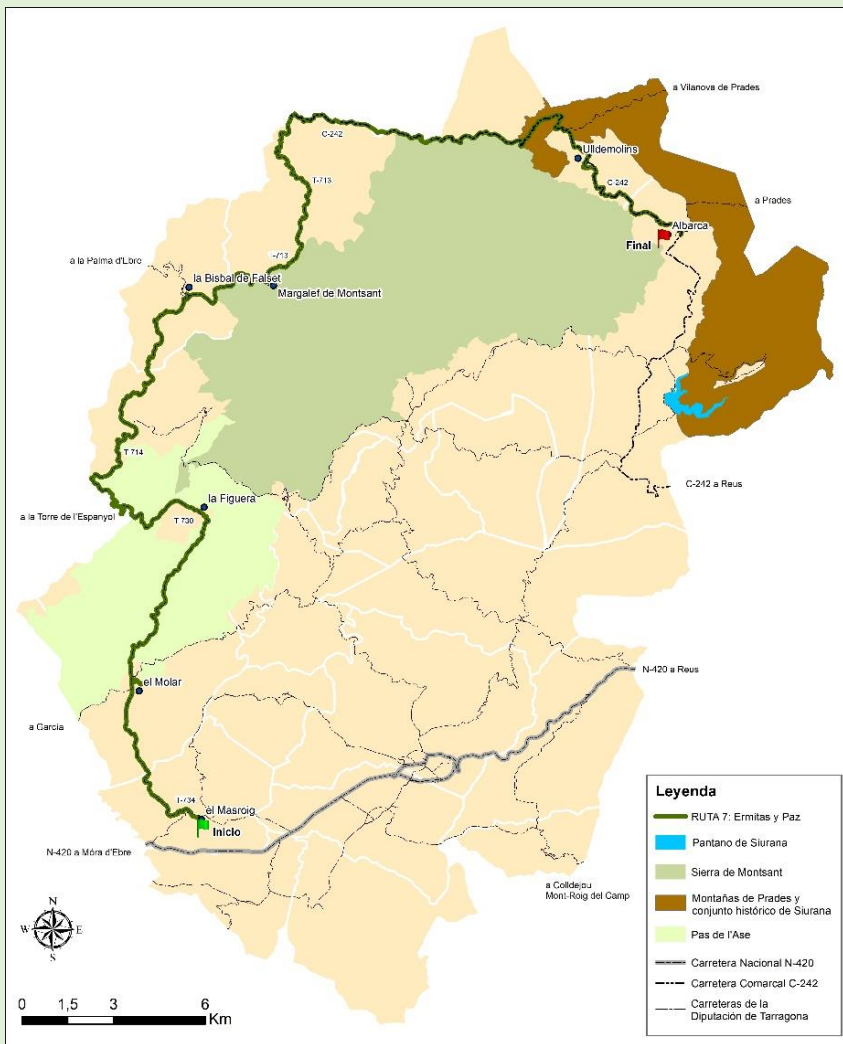 a Vilanova de Prades
C-242
Ulldemolins
T-713
C-242
a Prades
Albarca
Final
T-713
a la Palma d'Ebre
la Bisbal de Falset
Margalef de Montsant
T 714
C-242 a Reus
la Figuera
a la Torre de l'Espanyol
T 730
N-420 a Reus
el Molar
a Garcia
T-734
el Masroig
Inicio
N-420 a Móra d'Ebre
a Colldejou
Mont-Roig del Camp
N
W E
S
0 1,5 3 6
Km
Leyenda
RUTA 7: Ermitas y Paz
Pantano de Siurana
Sierra de Montsant
Montañas de Prades y
conjunto histórico de Siurana
Pas de l'Ase
Carretera Nacional N-420
Carretera Comarcal C-242
Carreteras de la
Diputación de Tarragona